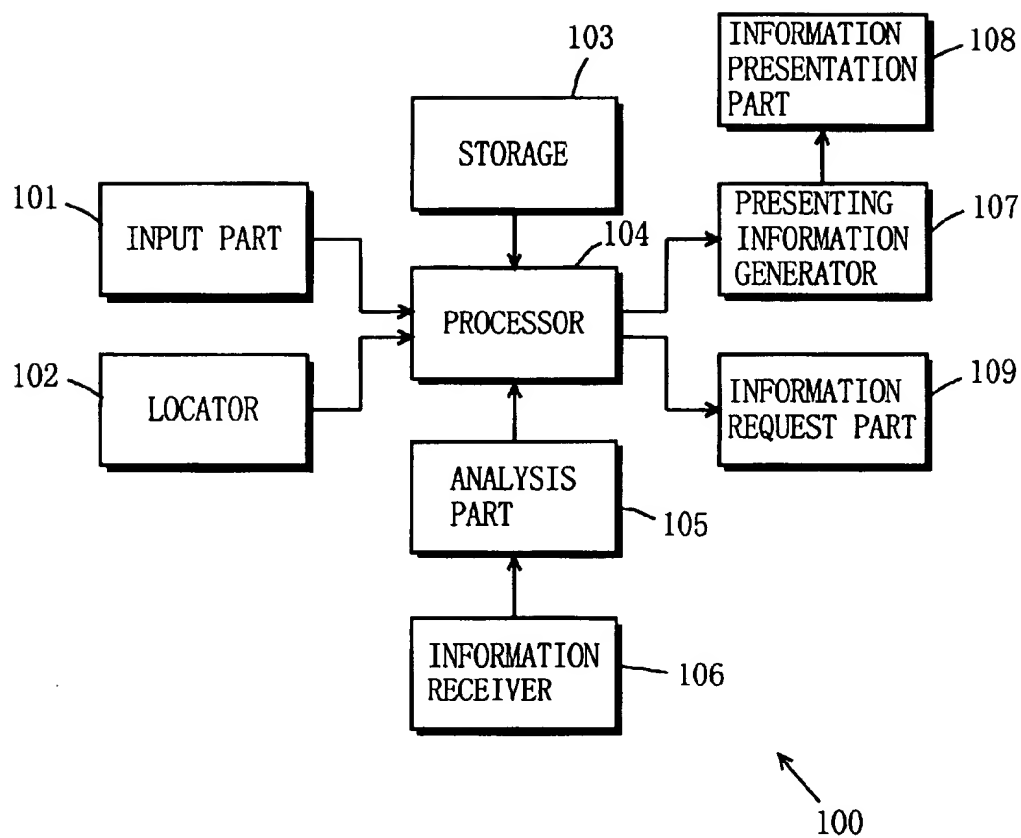 103
STORAGE
INFORMATION
PRESENTATION
PART
108
101
INPUT PART
104
PROCESSOR
PRESENTING
INFORMATION
GENERATOR
107
102
LOCATOR
INFORMATION
REQUEST PART
109
ANALYSIS
PART
105
INFORMATION
RECEIVER
106
100